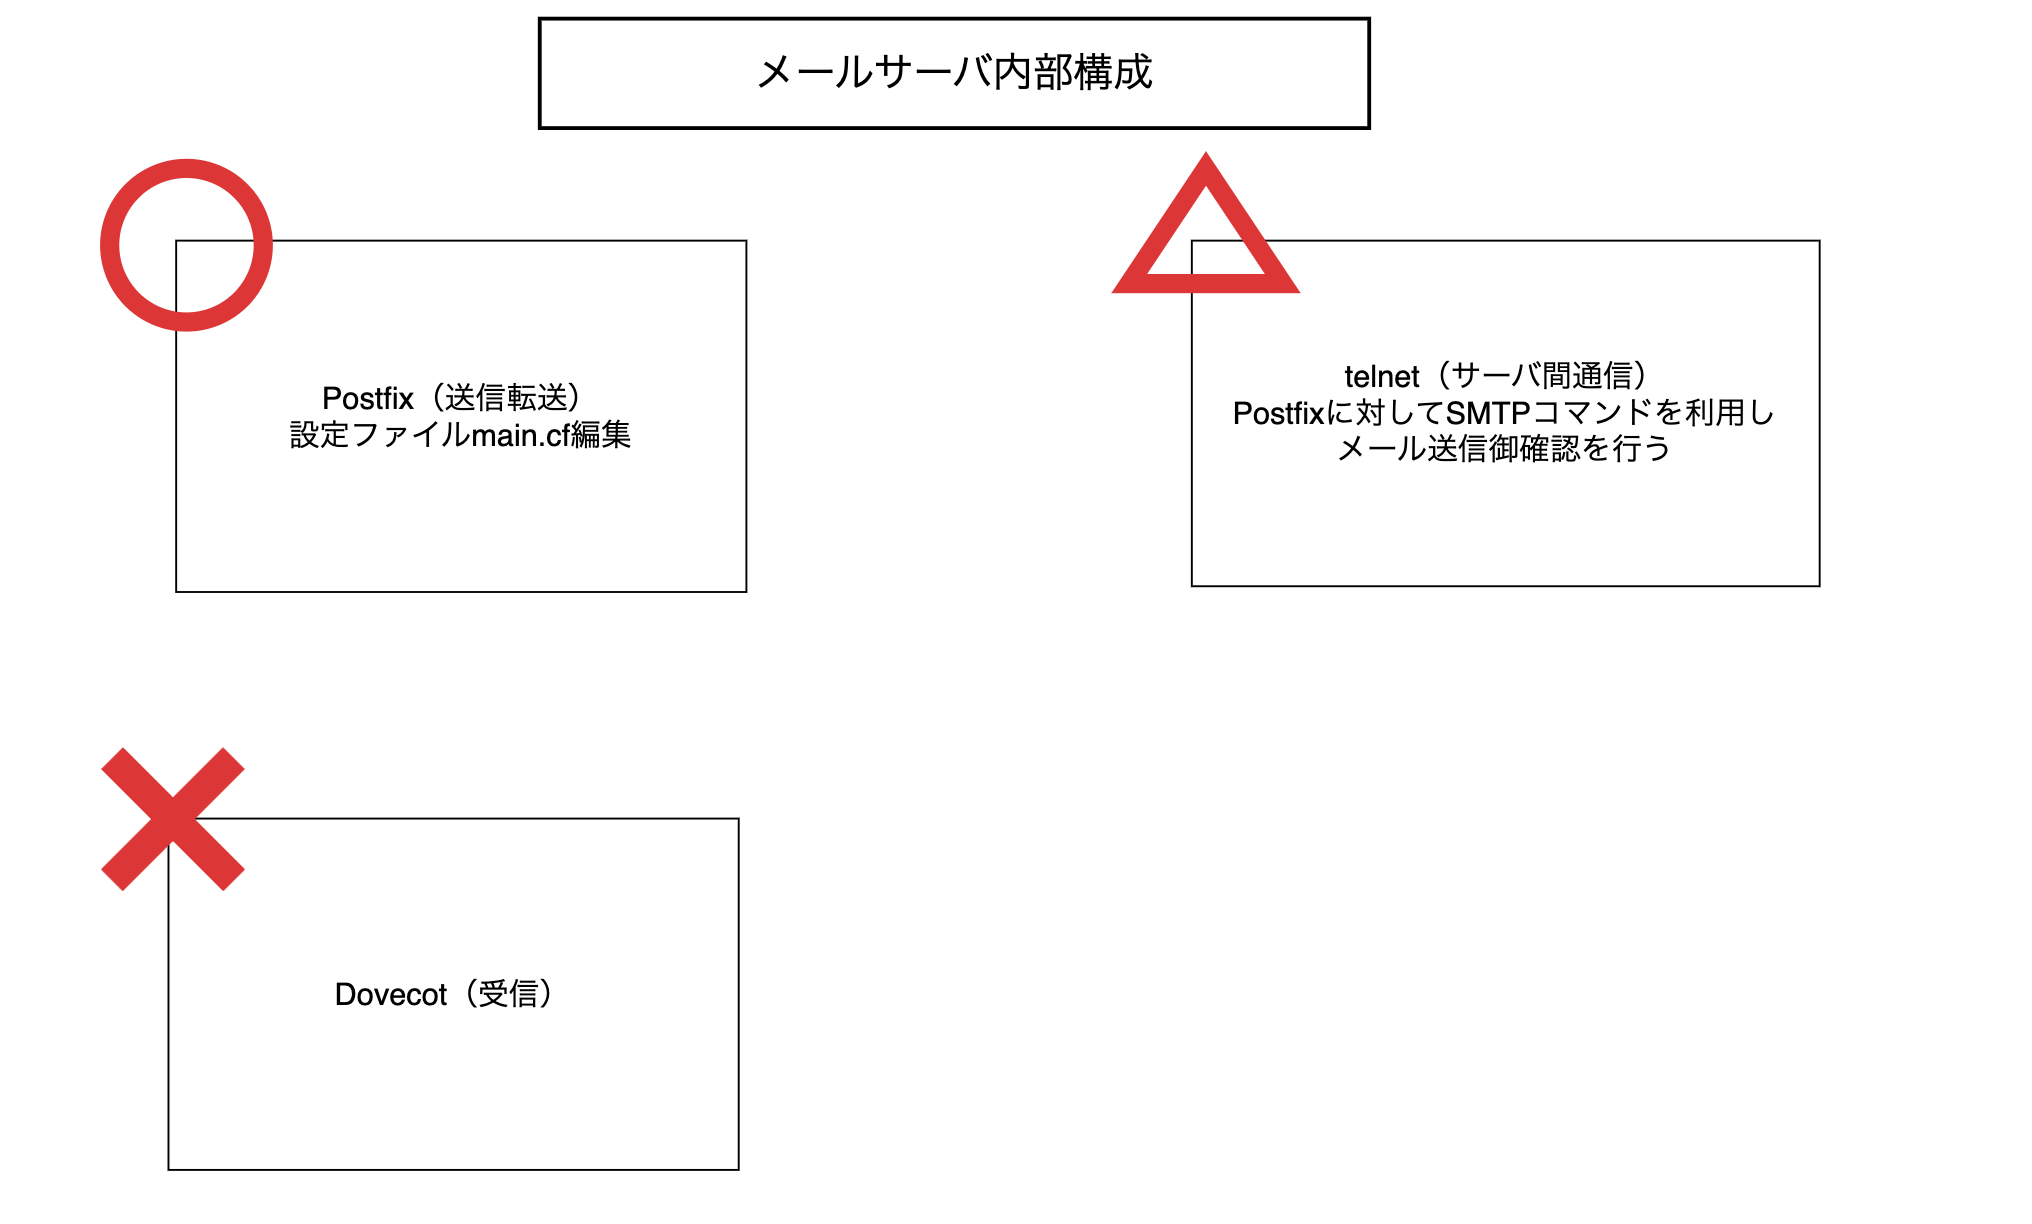 メールサーバ内部構成
Postfix（送信転送）
設定ファイルmain.cf編集
telnet（サーバ間通信）
Postfixに対してSMTPコマンドを利用し
メール送信御確認を行う
Dovecot（受信）